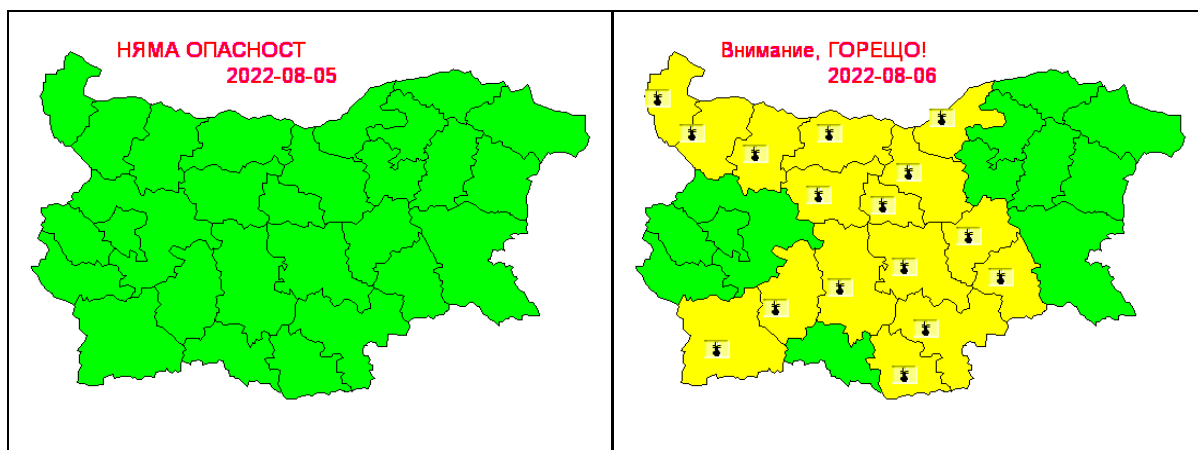 НЯМА ОПАСНОСТ
2022-08-05
Внимание, ГОРЕЩО!
2022-08-06